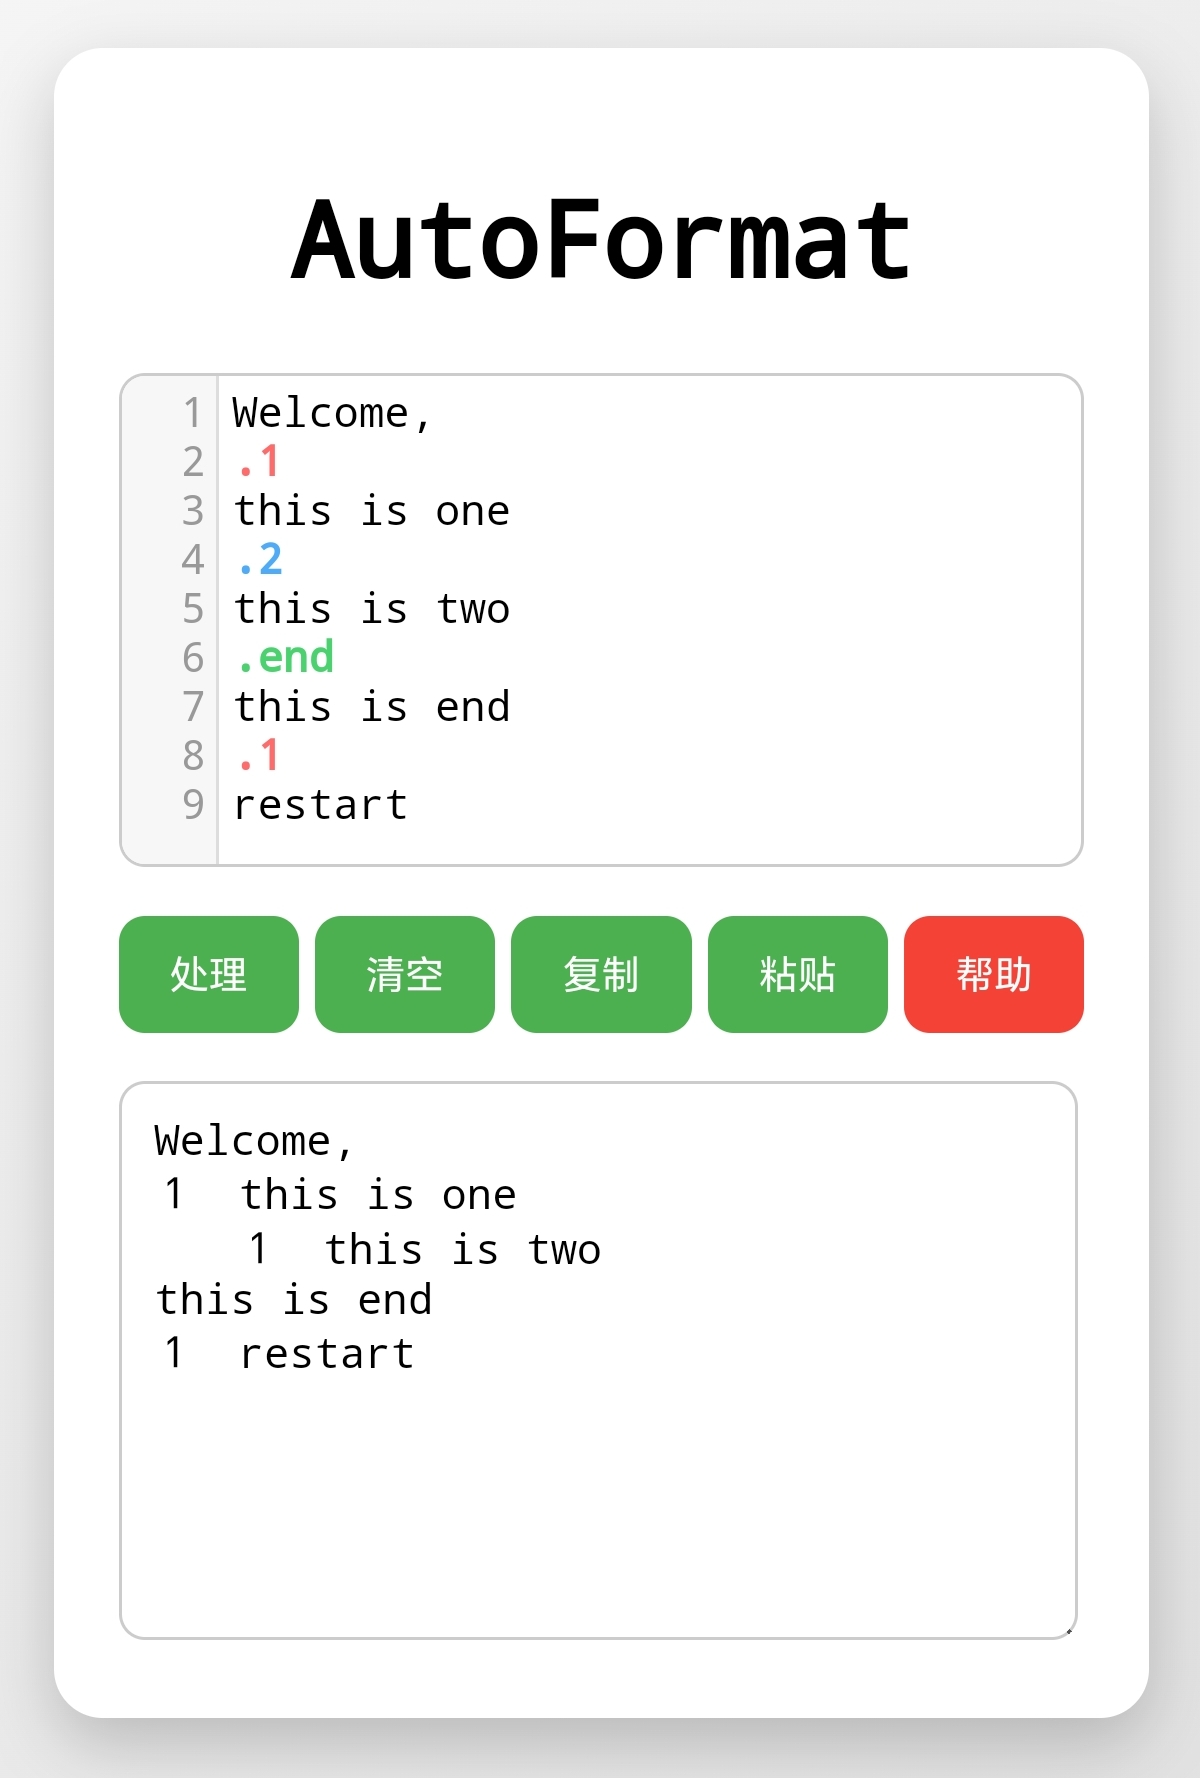 AutoFormat
1 Welcome,
2 .1
3 this is one
4 .2
5 this is two
6 .end
7 this is end
8 .1
9 restart
处理 清空 复制 粘贴 帮助
Welcome,
1 this is one
1 this is two
this is end
1 restart